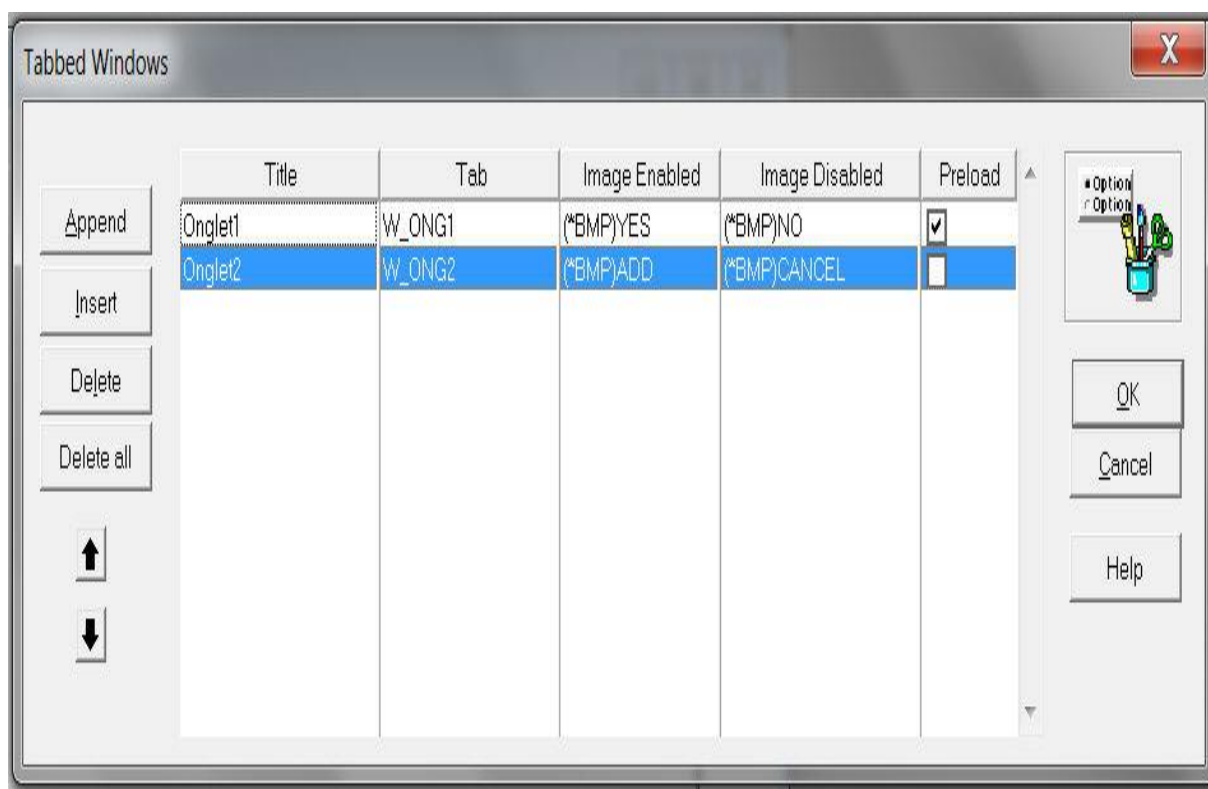 Tabbed Windows
X
Title Tab Image Enabled Image Disabled Preload
Append
Insert
Delete
Delete all
Onglet1 W_ONG1 (*BMP)YES (*BMP)NO
Onglet2 W_ONG2 (*BMP)ADD (*BMP)CANCEL
Option
Option
OK
Cancel
Help